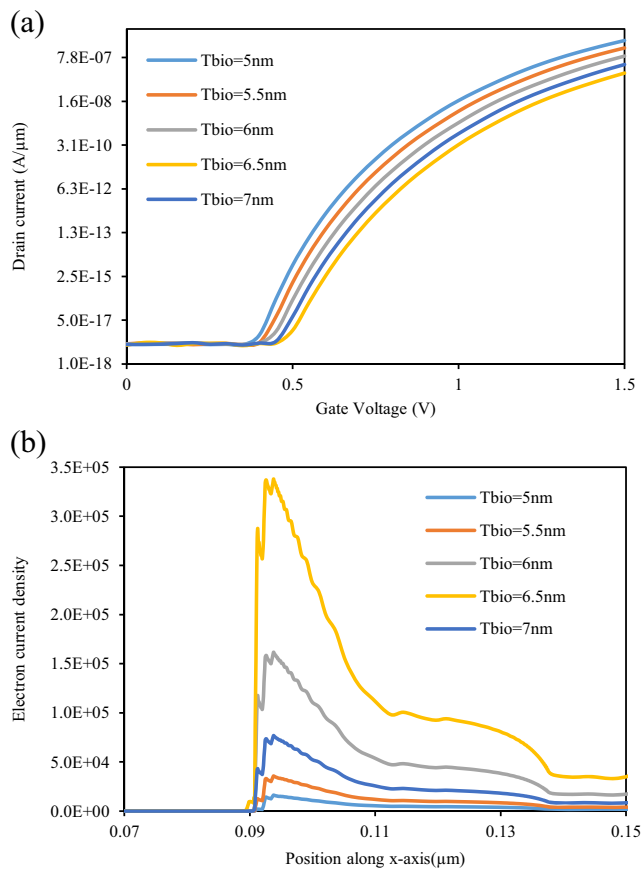 (a)
7.8E-07
1.6E-08
3.1E-10
6.3E-12
1.3E-13
2.5E-15
5.0E-17
1.0E-18
Drain current (A/μm)
Tbio=5nm
Tbio=5.5nm
Tbio=6nm
Tbio=6.5nm
Tbio=7nm
0 0.5 1 1.5
Gate Voltage (V)
(b)
3.5E+05
3.0E+05
2.5E+05
2.0E+05
1.5E+05
1.0E+05
5.0E+04
0.0E+00
Electron current density
Tbio=5nm
Tbio=5.5nm
Tbio=6nm
Tbio=6.5nm
Tbio=7nm
0.07 0.09 0.11 0.13 0.15
Position along x-axis(μm)